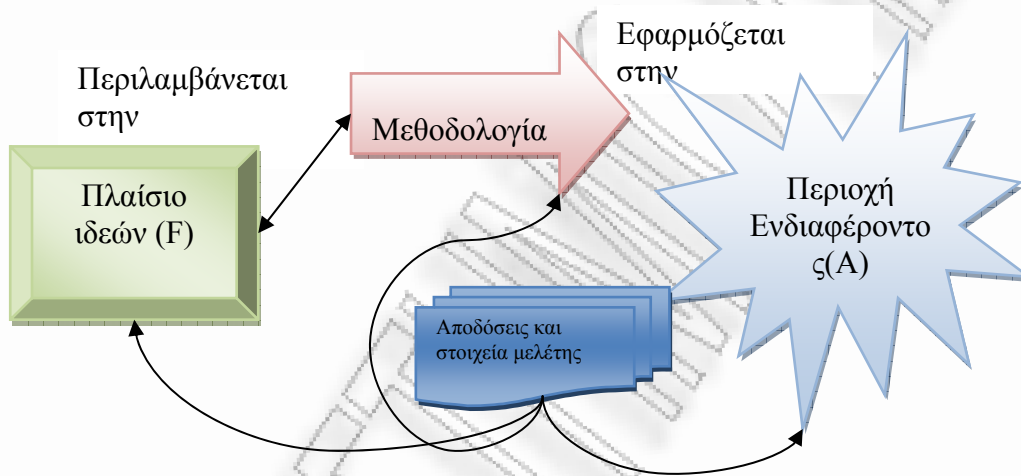 Περιλαμβάνεται
στην
Εφαρμόζεται
στην
Μεθοδολογία
Πλαίσιο
ιδεών (F)
Περιοχή
Ενδιαφέροντο
ς(Α)
Αποδόσεις και
στοιχεία μελέτης